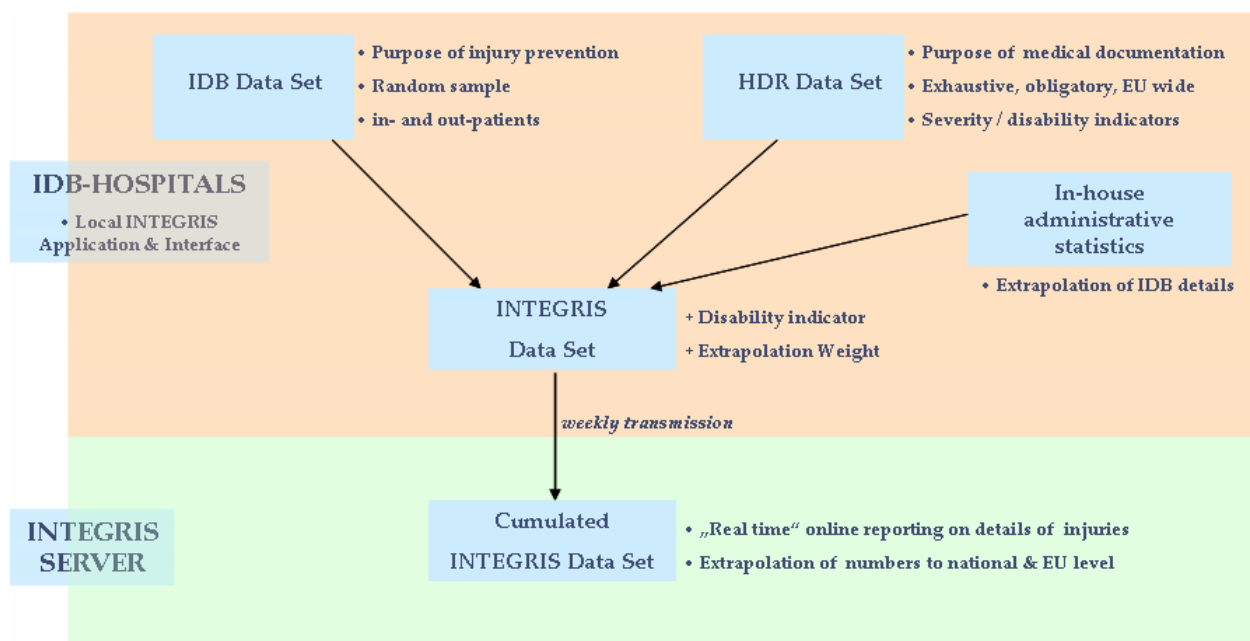 IDB Data Set
• Purpose of injury prevention
• Random sample
• in- and out-patients
HDR Data Set
• Purpose of medical documentation
• Exhaustive, obligatory, EU wide
• Severity / disability indicators
IDB-HOSPITALS
• Local INTEGRIS
Application & Interface
In-house
administrative
statistics
• Extrapolation of IDB details
INTEGRIS
Data Set
+ Disability indicator
+ Extrapolation Weight
weekly transmission
INTEGRIS
SERVER
Cumulated
INTEGRIS Data Set
• „Real time“ online reporting on details of injuries
• Extrapolation of numbers to national & EU level